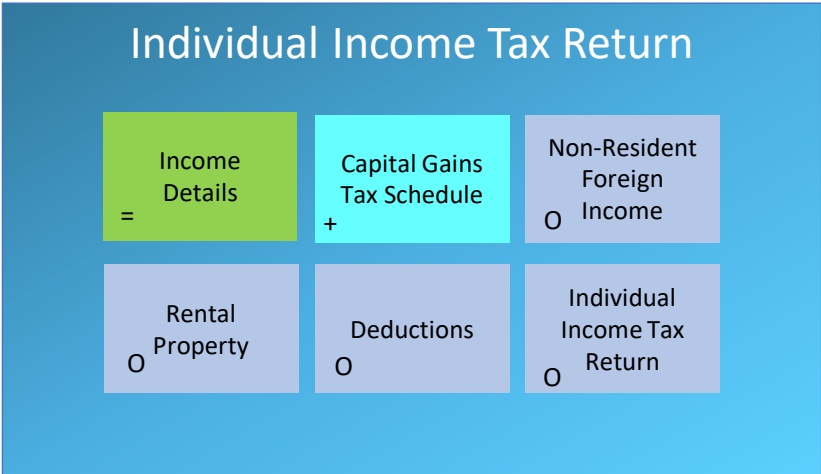 Individual Income Tax Return
Income
Details
=
Capital Gains
Tax Schedule
+
Non-Resident
Foreign
Income
O
Rental
Property
O
Deductions
O
Individual
Income Tax
Return
O